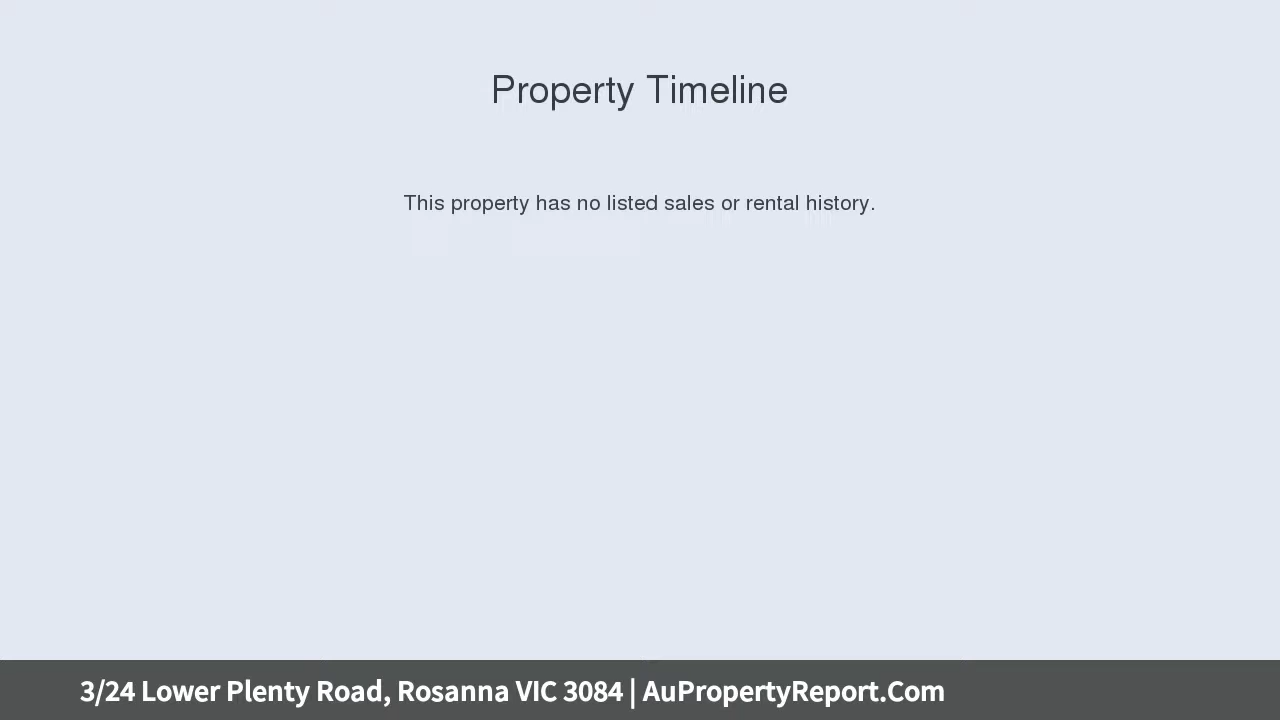 Property Timeline
This property has no listed sales or rental history.
3/24 Lower Plenty Road, Rosanna VIC 3084 | AuPropertyReport.Com